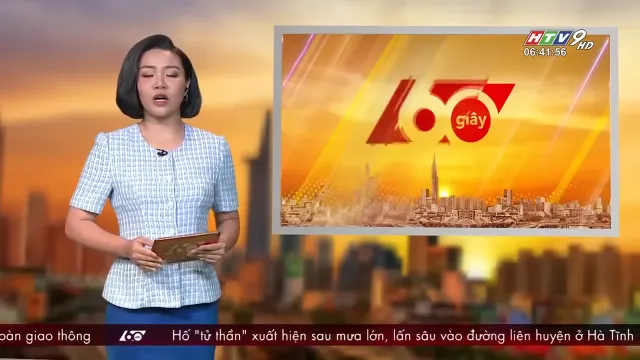 HTV9 HD
06:41:56
60 giây
oàn giao thông 60 Hố "tử thần" xuất hiện sau mưa lớn, lấn sâu vào đường liên huyện ở Hà Tĩnh